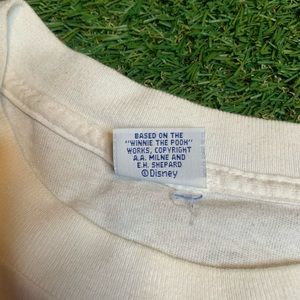 BASED ON THE
"WINNIE THE POOH"
WORKS, COPYRIGHT
A.A. MILNE AND
E.H. SHEPARD
©Disney